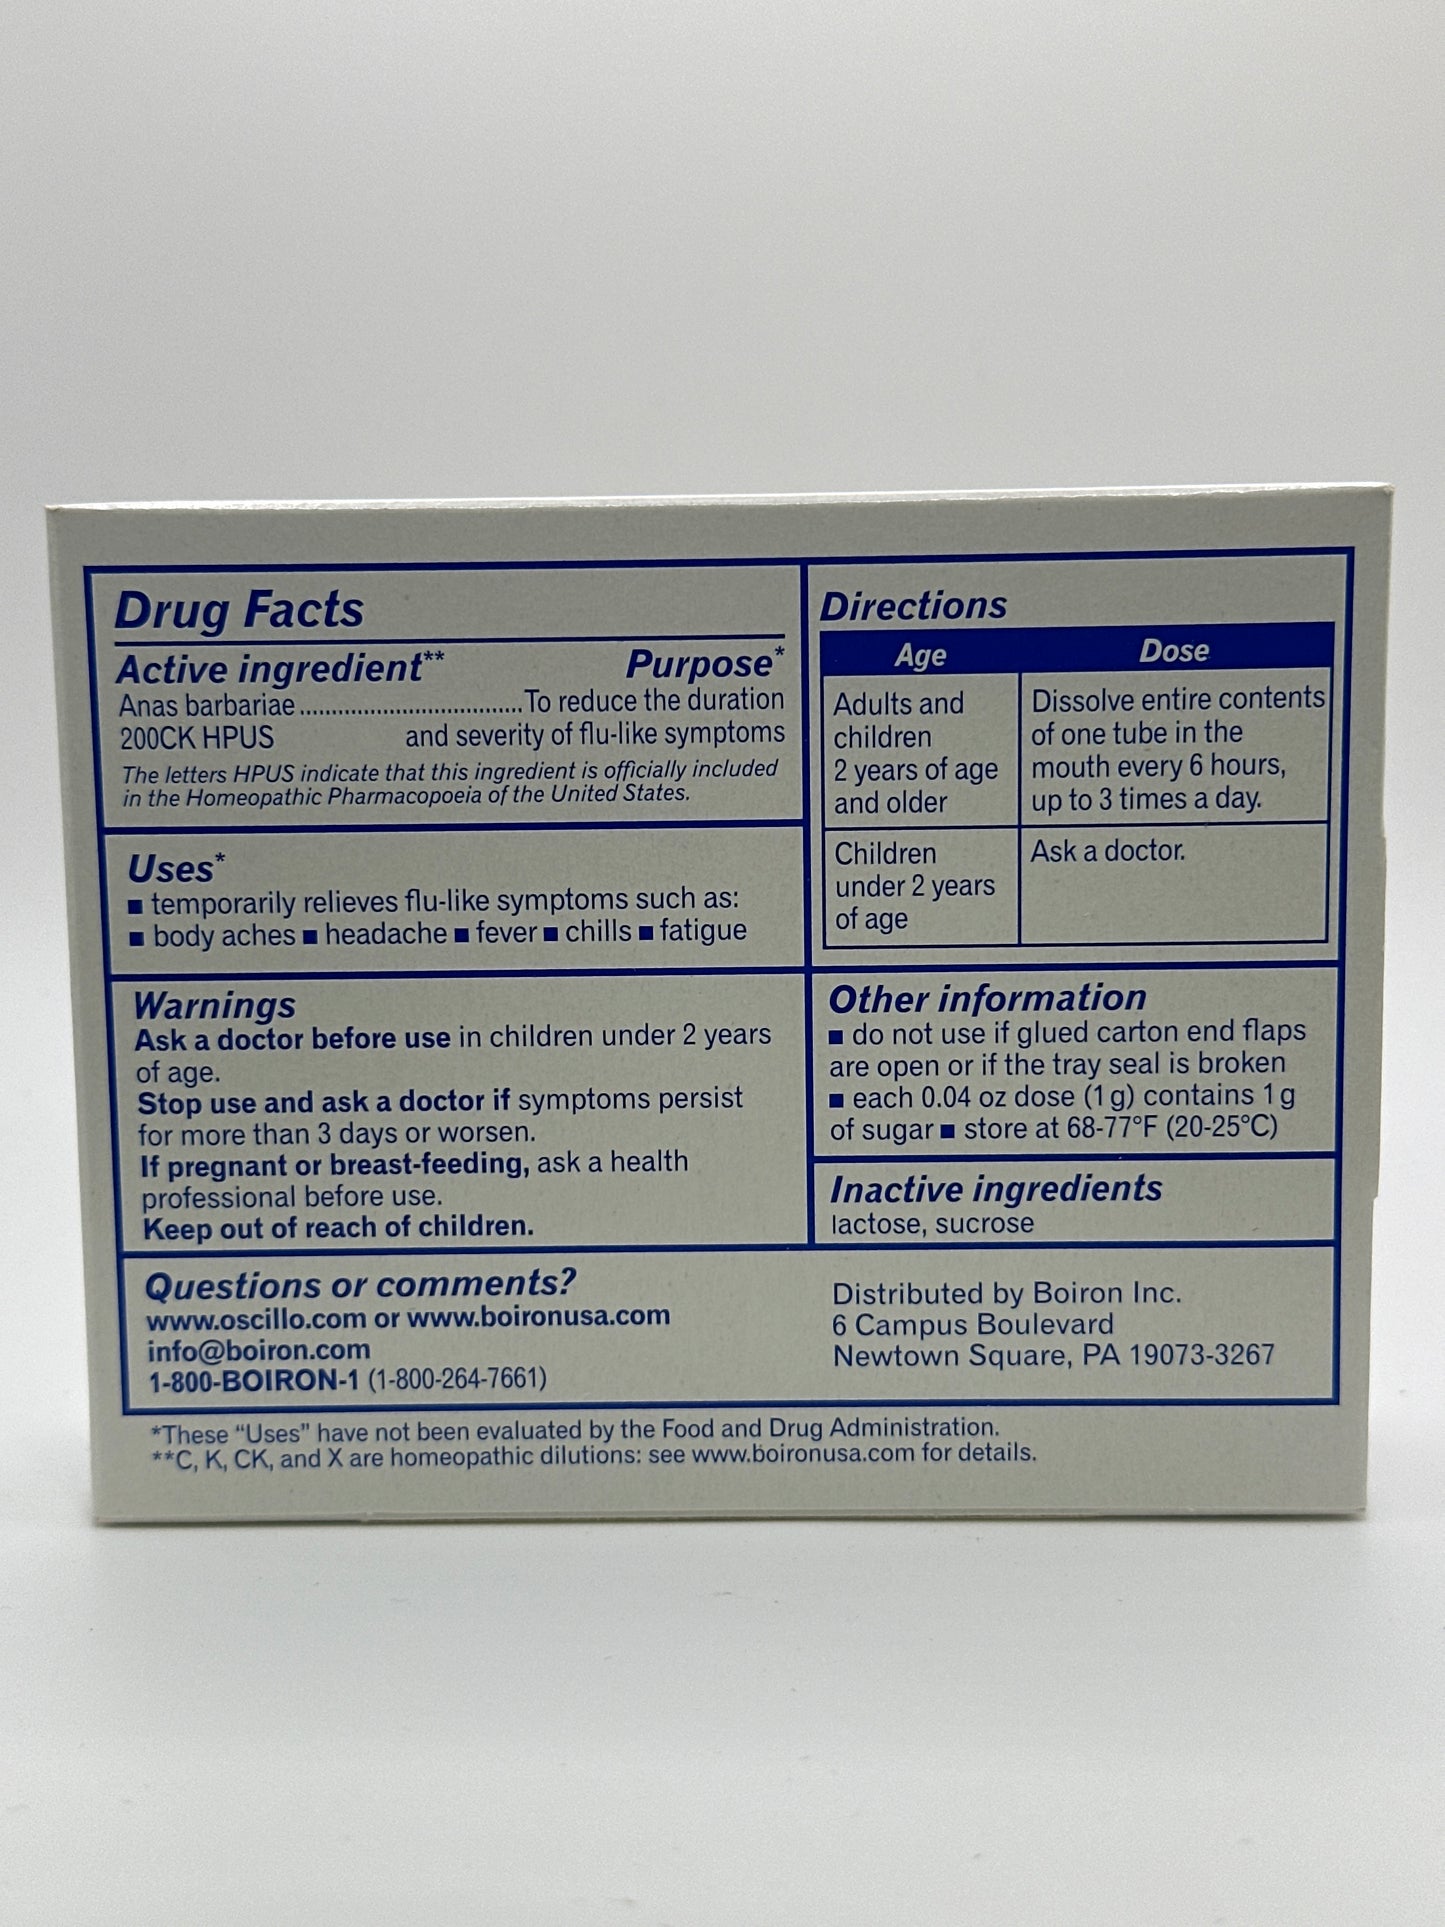 Drug Facts
Active ingredient** Purpose*
Anas barbariae....................................To reduce the duration
200CK HPUS and severity of flu-like symptoms
The letters HPUS indicate that this ingredient is officially included
in the Homeopathic Pharmacopoeia of the United States.
Uses*
■ temporarily relieves flu-like symptoms such as:
■ body aches ■ headache ■ fever ■ chills ■ fatigue
Warnings
Ask a doctor before use in children under 2 years
of age.
Stop use and ask a doctor if symptoms persist
for more than 3 days or worsen.
If pregnant or breast-feeding, ask a health
professional before use.
Keep out of reach of children.
Directions
Age Dose
Adults and
children
2 years of age
and older
Dissolve entire contents
of one tube in the
mouth every 6 hours,
up to 3 times a day.
Children
under 2 years
of age
Ask a doctor.
Other information
■ do not use if glued carton end flaps
are open or if the tray seal is broken
■ each 0.04 oz dose (1 g) contains 1 g
of sugar ■ store at 68-77°F (20-25°C)
Inactive ingredients
lactose, sucrose
Questions or comments?
www.oscillo.com or www.boironusa.com
info@boiron.com
1-800-BOIRON-1 (1-800-264-7661)
Distributed by Boiron Inc.
6 Campus Boulevard
Newtown Square, PA 19073-3267
*These “Uses” have not been evaluated by the Food and Drug Administration.
**C, K, CK, and X are homeopathic dilutions: see www.boironusa.com for details.